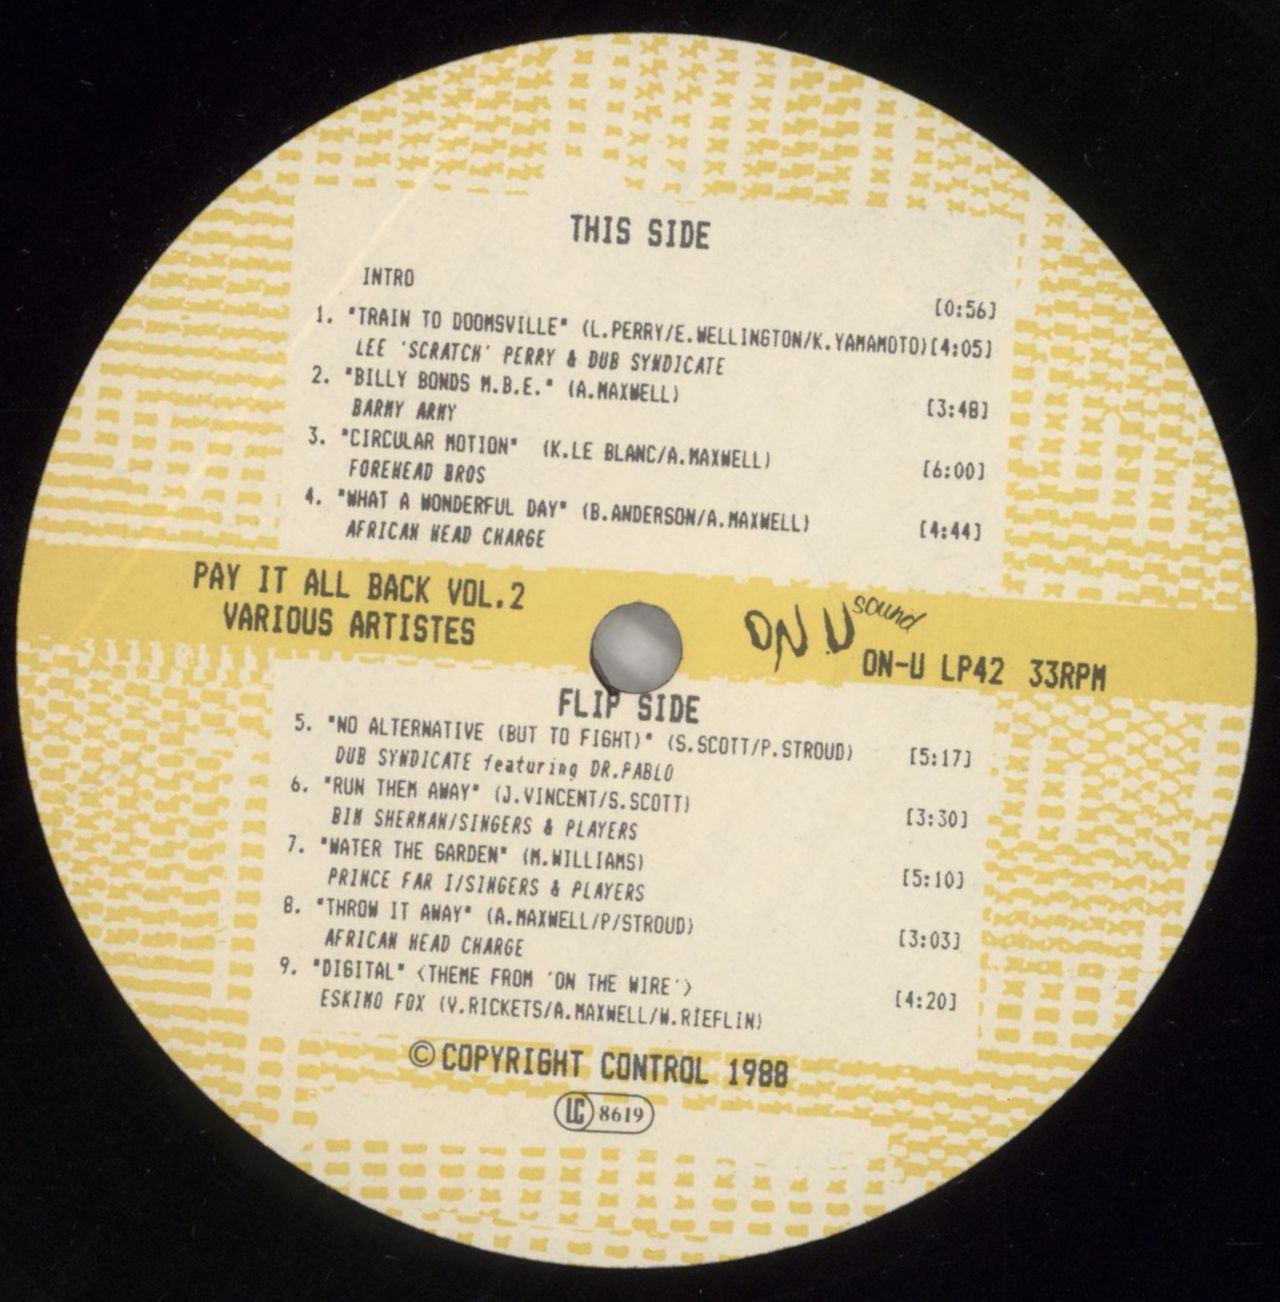 THIS SIDE
INTRO [0:56]
1. "TRAIN TO DOOMSVILLE" (L.PERRY/E.WELLINGTON/K.YAMAMOTO)[4:05]
LEE 'SCRATCH' PERRY & DUB SYNDICATE
2. "BILLY BONDS M.B.E." (A.MAXWELL) [3:48]
BARMY ARMY
3. "CIRCULAR MOTION" (K.LE BLANC/A.MAXWELL) [6:00]
FOREHEAD BROS
4. "WHAT A WONDERFUL DAY" (B.ANDERSON/A.MAXWELL) [4:44]
AFRICAN HEAD CHARGE
PAY IT ALL BACK VOL.2
VARIOUS ARTISTES
ON U sound
ON-U LP42 33RPM
FLIP SIDE
5. "NO ALTERNATIVE (BUT TO FIGHT)" (S.SCOTT/P.STROUD) [5:17]
DUB SYNDICATE featuring DR.PABLO
6. "RUN THEM AWAY" (J.VINCENT/S.SCOTT) [3:30]
BIM SHERMAN/SINGERS & PLAYERS
7. "WATER THE GARDEN" (M.WILLIAMS) [5:10]
PRINCE FAR I/SINGERS & PLAYERS
8. "THROW IT AWAY" (A.MAXWELL/P/STROUD) [3:03]
AFRICAN HEAD CHARGE
9. "DIGITAL" <THEME FROM 'ON THE WIRE'> [4:20]
ESKIMO FOX (V.RICKETS/A.MAXWELL/W.RIEFLIN)
© COPYRIGHT CONTROL 1988
LC 8619